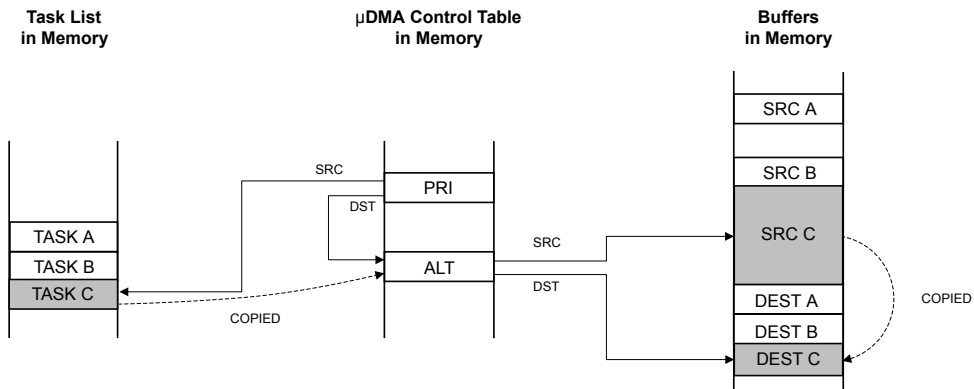 Task List
in Memory
µDMA Control Table
in Memory
Buffers
in Memory
SRC A
SRC B
SRC C
DEST A
DEST B
DEST C
SRC
PRI
DST
TASK A
TASK B
TASK C
ALT
SRC
DST
COPIED
COPIED